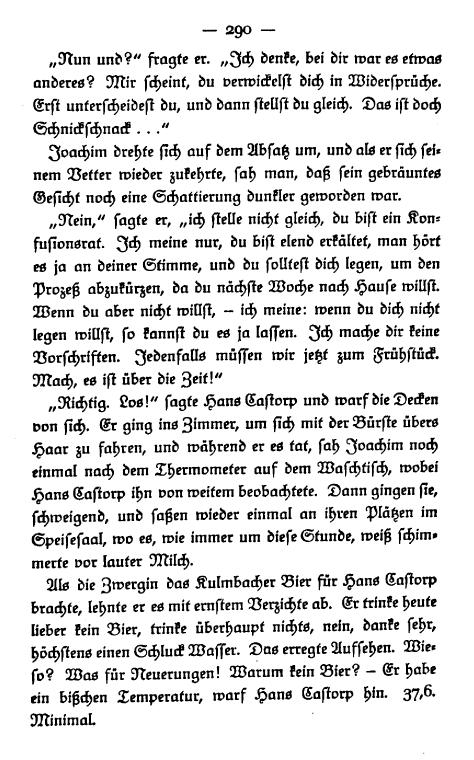 — 290 —
„Nun und?“ fragte er. „Ich denke, bei dir war es etwas
anderes? Mir scheint, du verwickelst dich in Widersprüche.
Erst unterscheidest du, und dann stellst du gleich. Das ist doch
Schnickschnack . . .“
Joachim drehte sich auf dem Absatz um, und als er sich sei-
nem Vetter wieder zukehrte, sah man, daß sein gebräuntes
Gesicht noch eine Schattierung dunkler geworden war.
„Nein,“ sagte er, „ich stelle nicht gleich, du bist ein Kon-
fusionsrat. Ich meine nur, du bist elend erkältet, man hört
es ja an deiner Stimme, und du solltest dich legen, um den
Prozeß abzukürzen, da du nächste Woche nach Hause willst.
Wenn du aber nicht willst, – ich meine: wenn du dich nicht
legen willst, so kannst du es ja lassen. Ich mache dir keine
Vorschriften. Jedenfalls müssen wir jetzt zum Frühstück.
Mach, es ist über die Zeit!“
„Richtig. Los!“ sagte Hans Castorp und warf die Decken
von sich. Er ging ins Zimmer, um sich mit der Bürste übers
Haar zu fahren, und während er es tat, sah Joachim noch
einmal nach dem Thermometer auf dem Waschtisch, wobei
Hans Castorp ihn von weitem beobachtete. Dann gingen sie,
schweigend, und saßen wieder einmal an ihren Plätzen im
Speisesaal, wo es, wie immer um diese Stunde, weiß schim-
merte vor lauter Milch.
Als die Zwergin das Kulmbacher Bier für Hans Castorp
brachte, lehnte er es mit ernstem Verzichte ab. Er trinke heute
lieber kein Bier, trinke überhaupt nichts, nein, danke sehr,
höchstens einen Schluck Wasser. Das erregte Aufsehen. Wie-
so? Was für Neuerungen! Warum kein Bier? – Er habe
ein bißchen Temperatur, warf Hans Castorp hin. 37,6.
Minimal.